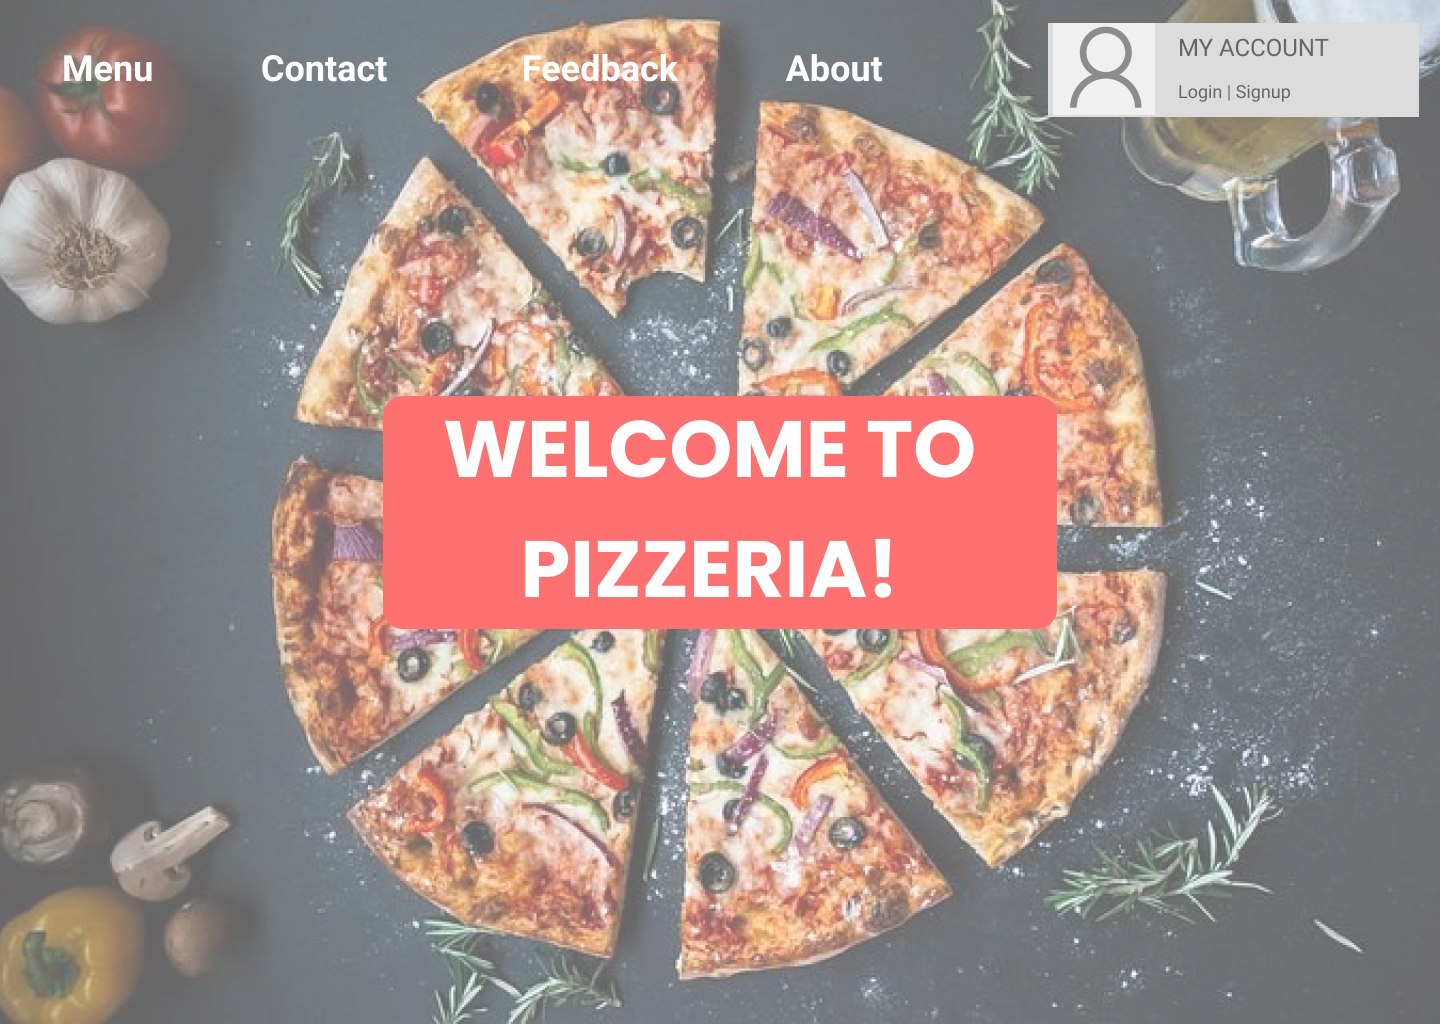 Menu Contact Feedback About
MY ACCOUNT
Login | Signup
WELCOME TO
PIZZERIA!